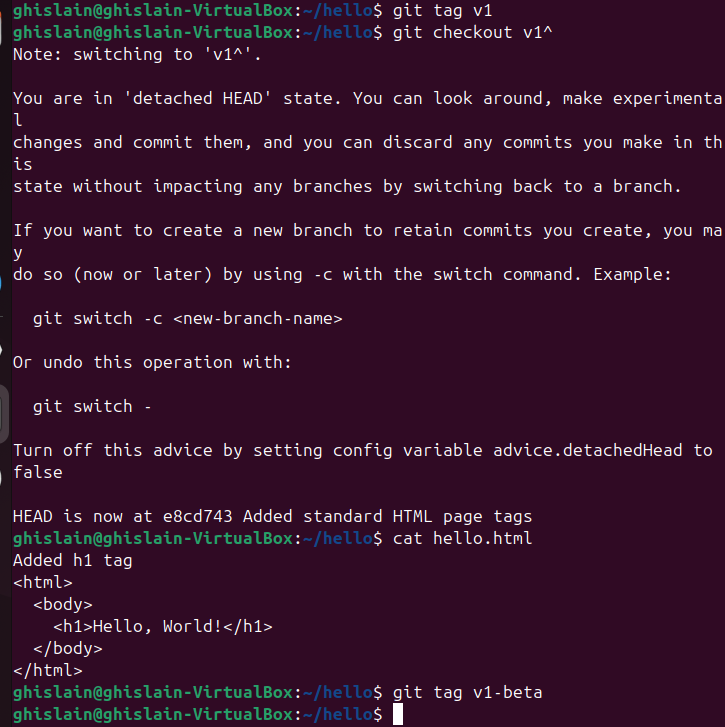 ghislain@ghislain-VirtualBox:~/hello$ git tag v1
ghislain@ghislain-VirtualBox:~/hello$ git checkout v1^
Note: switching to 'v1^'.

You are in 'detached HEAD' state. You can look around, make experimenta
l
changes and commit them, and you can discard any commits you make in th
is
state without impacting any branches by switching back to a branch.

If you want to create a new branch to retain commits you create, you ma
y
do so (now or later) by using -c with the switch command. Example:

  git switch -c <new-branch-name>

Or undo this operation with:

  git switch -

Turn off this advice by setting config variable advice.detachedHead to
false

HEAD is now at e8cd743 Added standard HTML page tags
ghislain@ghislain-VirtualBox:~/hello$ cat hello.html
Added h1 tag
<html>
  <body>
    <h1>Hello, World!</h1>
  </body>
</html>
ghislain@ghislain-VirtualBox:~/hello$ git tag v1-beta
ghislain@ghislain-VirtualBox:~/hello$